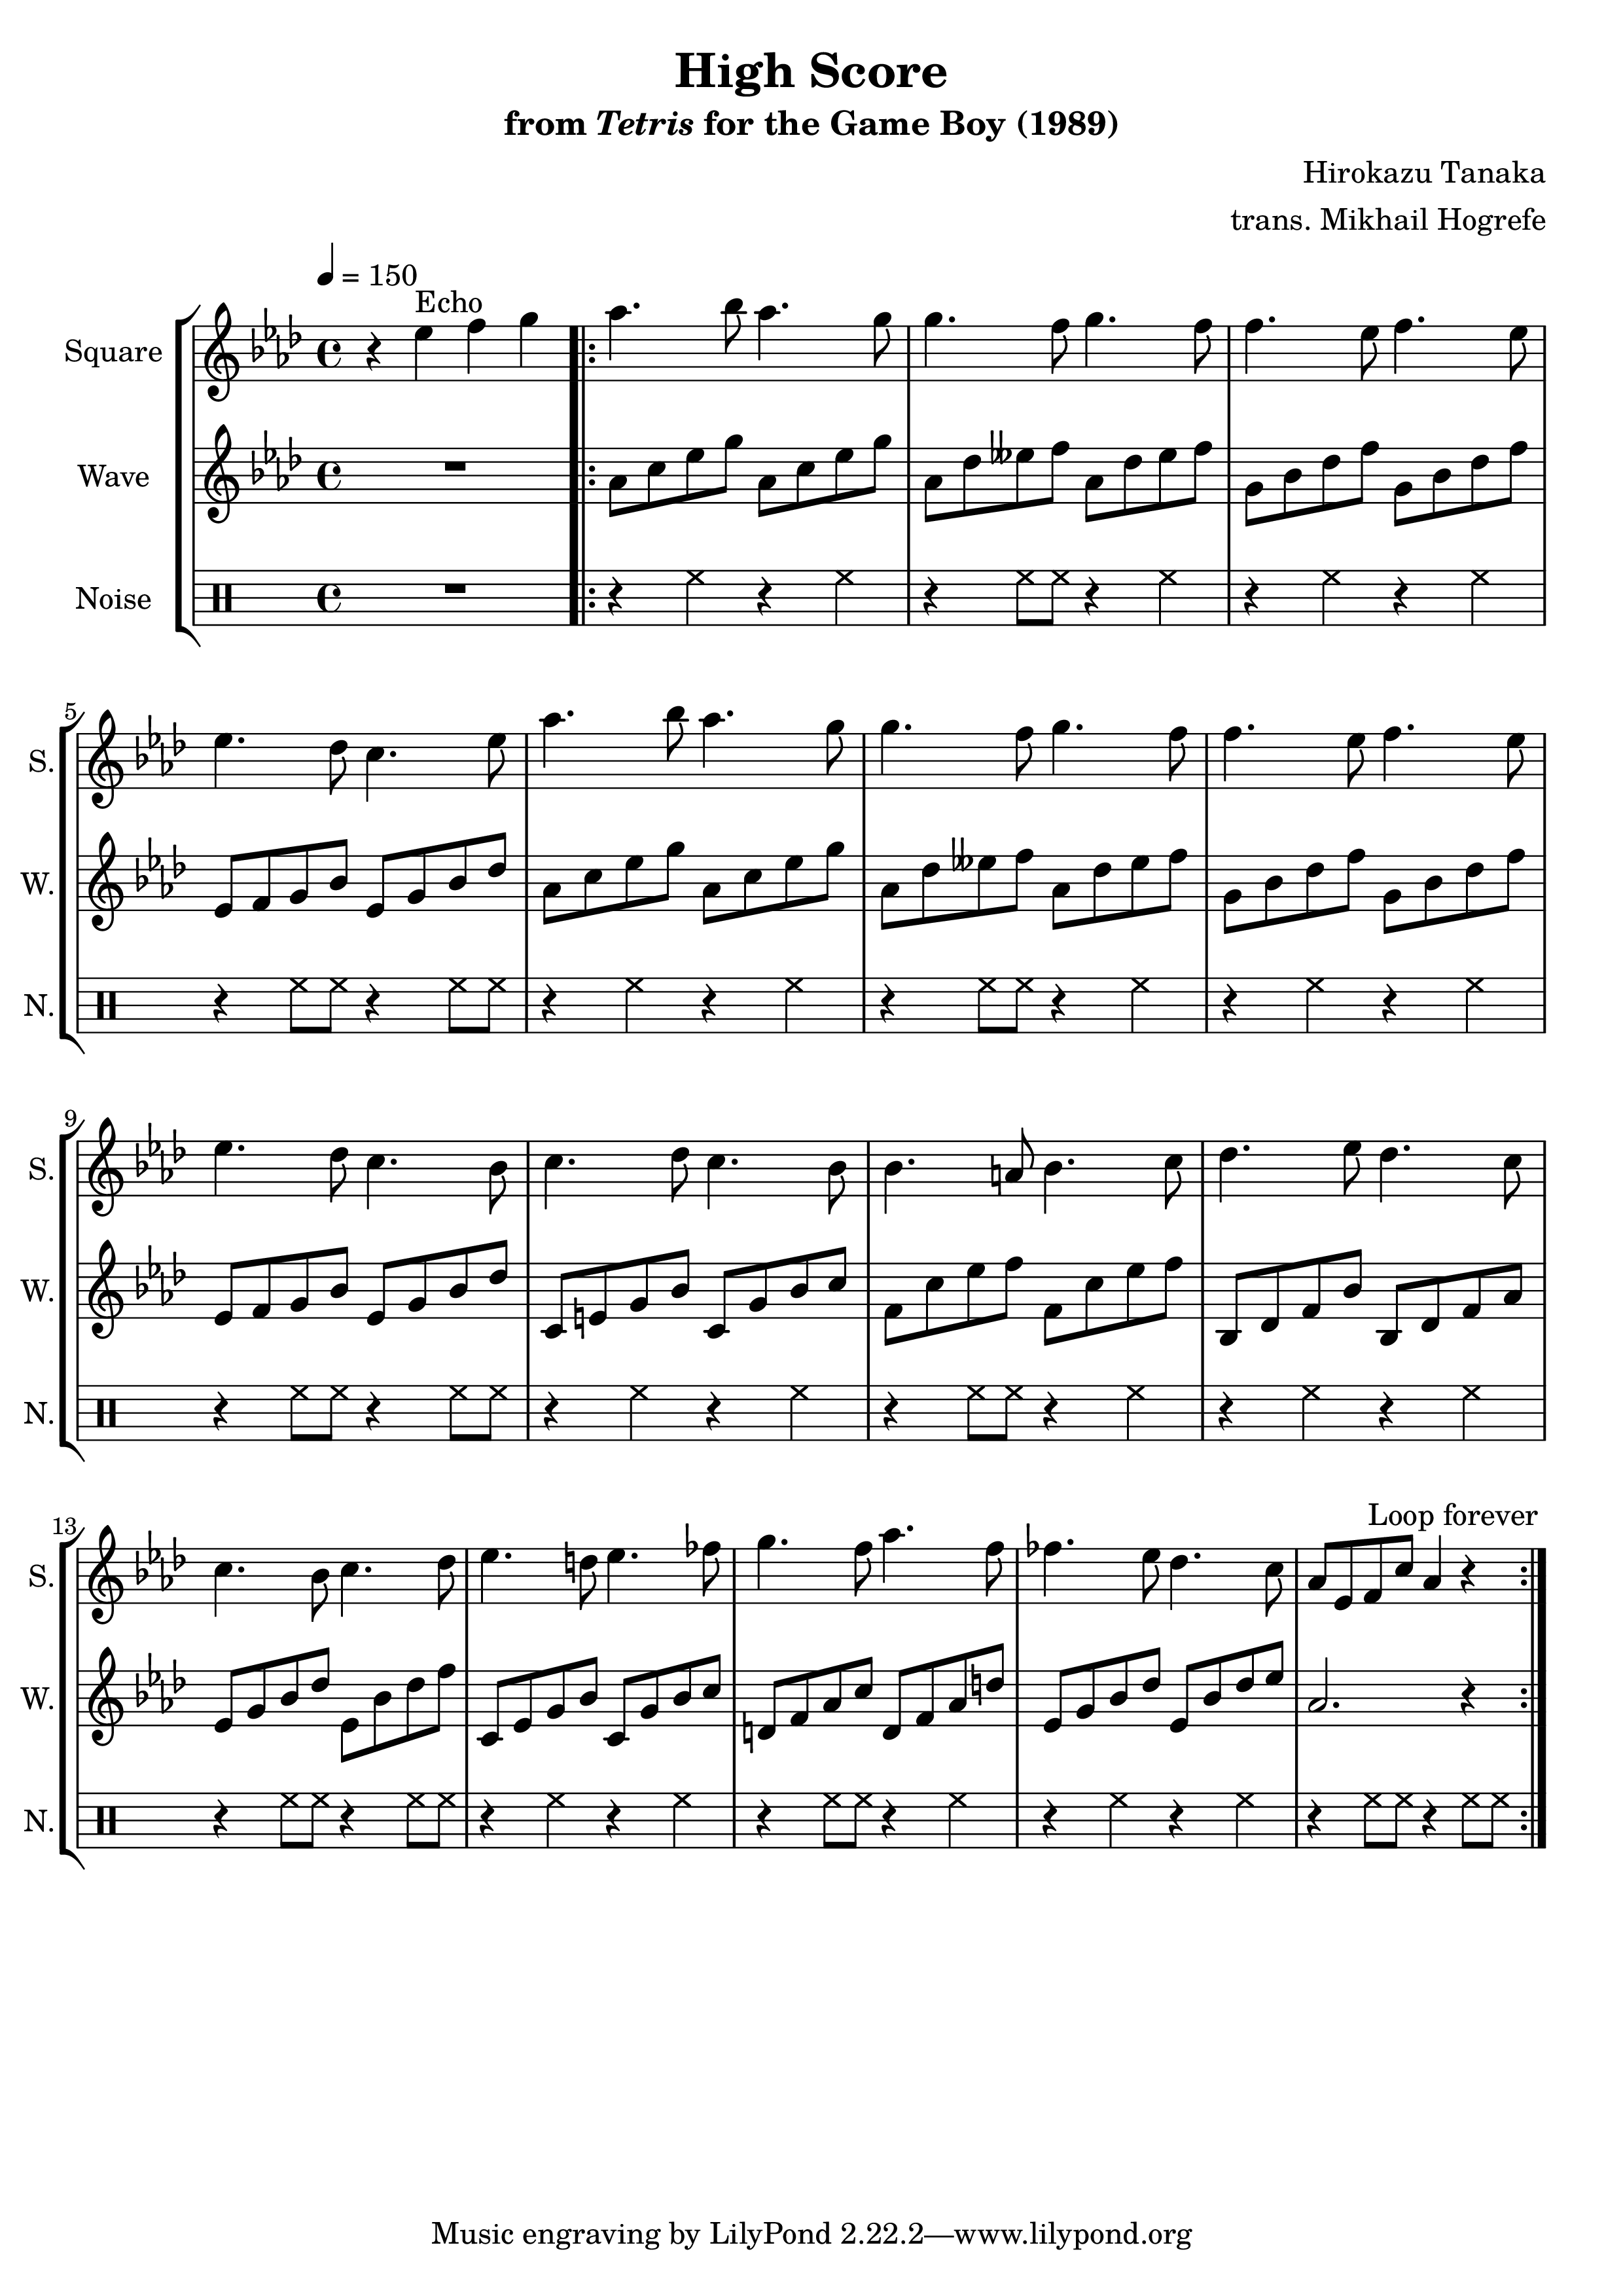 High Score
from Tetris for the Game Boy (1989)
Hirokazu Tanaka
trans. Mikhail Hogrefe
= 150
Echo
Square
Wave
Noise
5
S.
W.
N.
9
S.
W.
N.
Loop forever
13
S.
W.
N.
Music engraving by LilyPond 2.22.2—www.lilypond.org